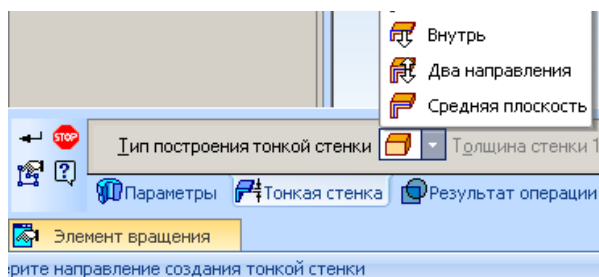 Внутрь
Два направления
Средняя плоскость
STOP
Тип построения тонкой стенки
Толщина стенки 1
Параметры
Тонкая стенка
Результат операции
Элемент вращения
ерите направление создания тонкой стенки